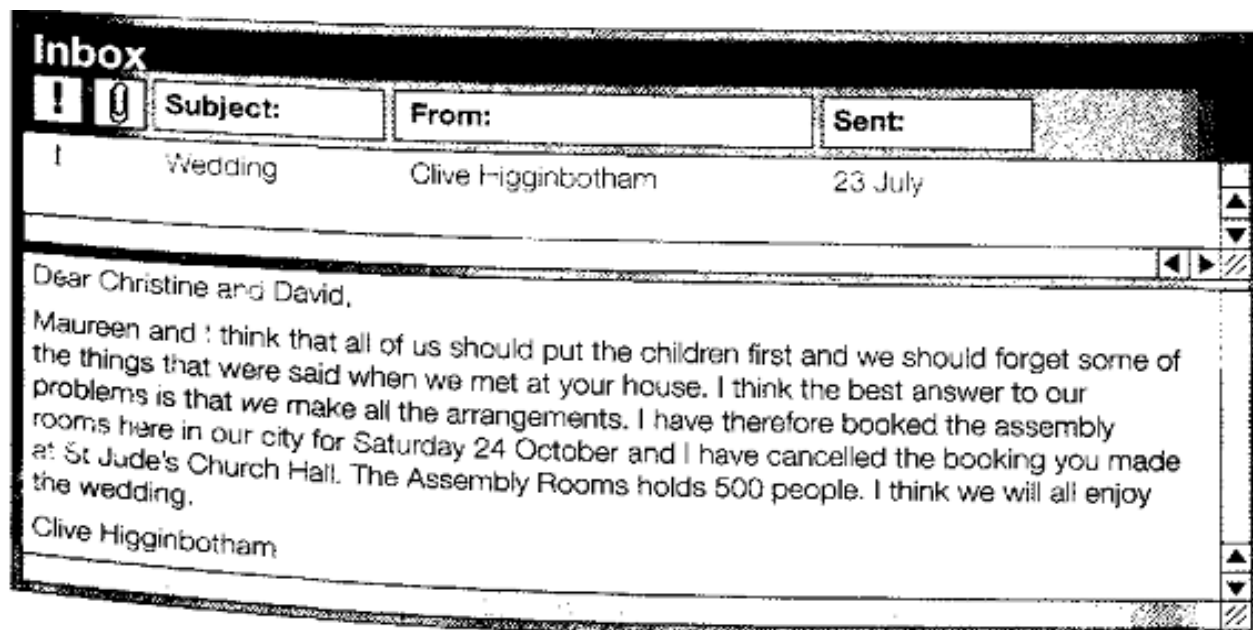 Inbox
! Subject: From: Sent:
! Wedding Clive Higginbotham 23 July
Dear Christine and David,
Maureen and I think that all of us should put the children first and we should forget some of
the things that were said when we met at your house. I think the best answer to our
problems is that we make all the arrangements. I have therefore booked the assembly
rooms here in our city for Saturday 24 October and I have cancelled the booking you made
at St Jude's Church Hall. The Assembly Rooms holds 500 people. I think we will all enjoy
the wedding.
Clive Higginbotham